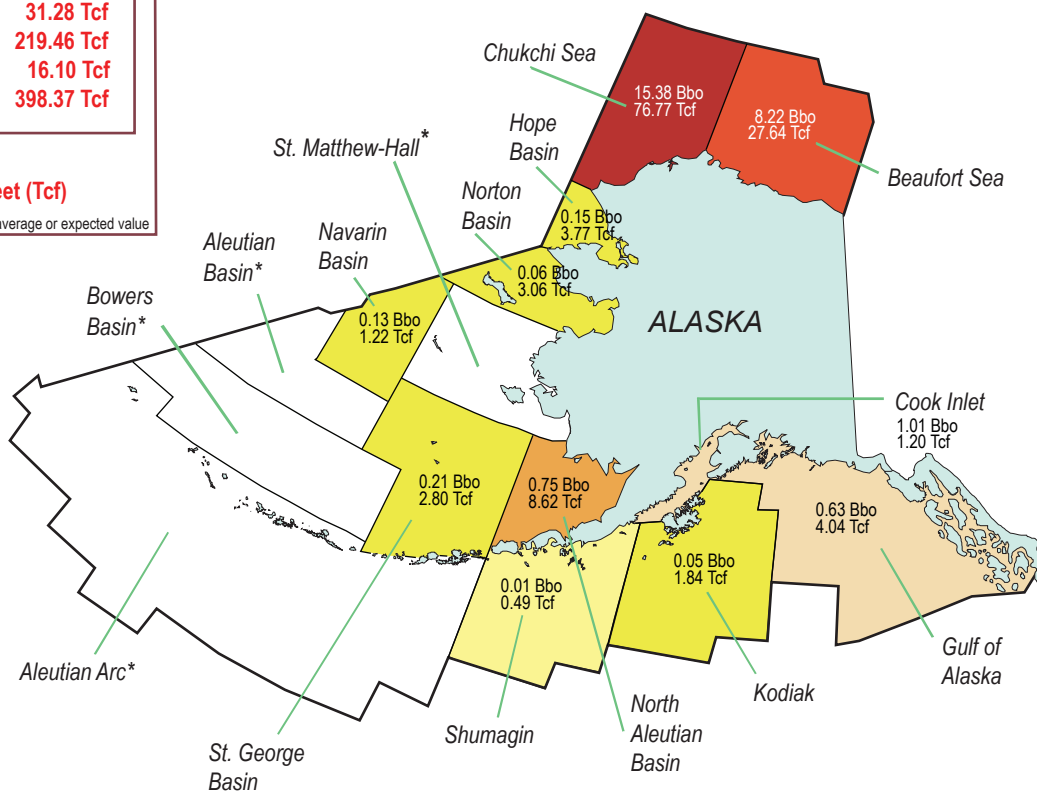 31.28 Tcf
219.46 Tcf
16.10 Tcf
398.37 Tcf
(Tcf)
average or expected value
Chukchi Sea
15.38 Bbo
76.77 Tcf
8.22 Bbo
27.64 Tcf
Beaufort Sea
Hope
Basin
0.15 Bbo
3.77 Tcf
St. Matthew-Hall*
Norton
Basin
0.06 Bbo
3.06 Tcf
Navarin
Basin
0.13 Bbo
1.22 Tcf
Aleutian
Basin*
Bowers
Basin*
ALASKA
Cook Inlet
1.01 Bbo
1.20 Tcf
0.21 Bbo
2.80 Tcf
0.75 Bbo
8.62 Tcf
0.63 Bbo
4.04 Tcf
0.01 Bbo
0.49 Tcf
0.05 Bbo
1.84 Tcf
Aleutian Arc*
St. George
Basin
Shumagin
North
Aleutian
Basin
Kodiak
Gulf of
Alaska